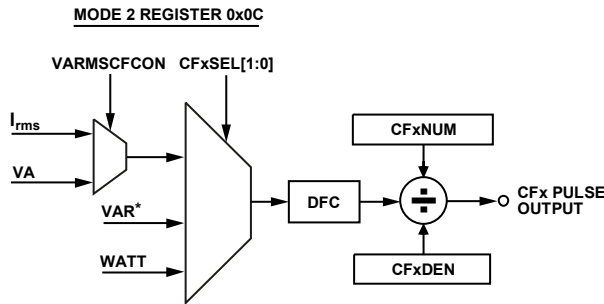 MODE 2 REGISTER 0x0C
VARMSCFCON CFxSEL[1:0]
Irms
VA
VAR*
WATT
DFC
CFxNUM
÷
CFxDEN
CFx PULSE
OUTPUT